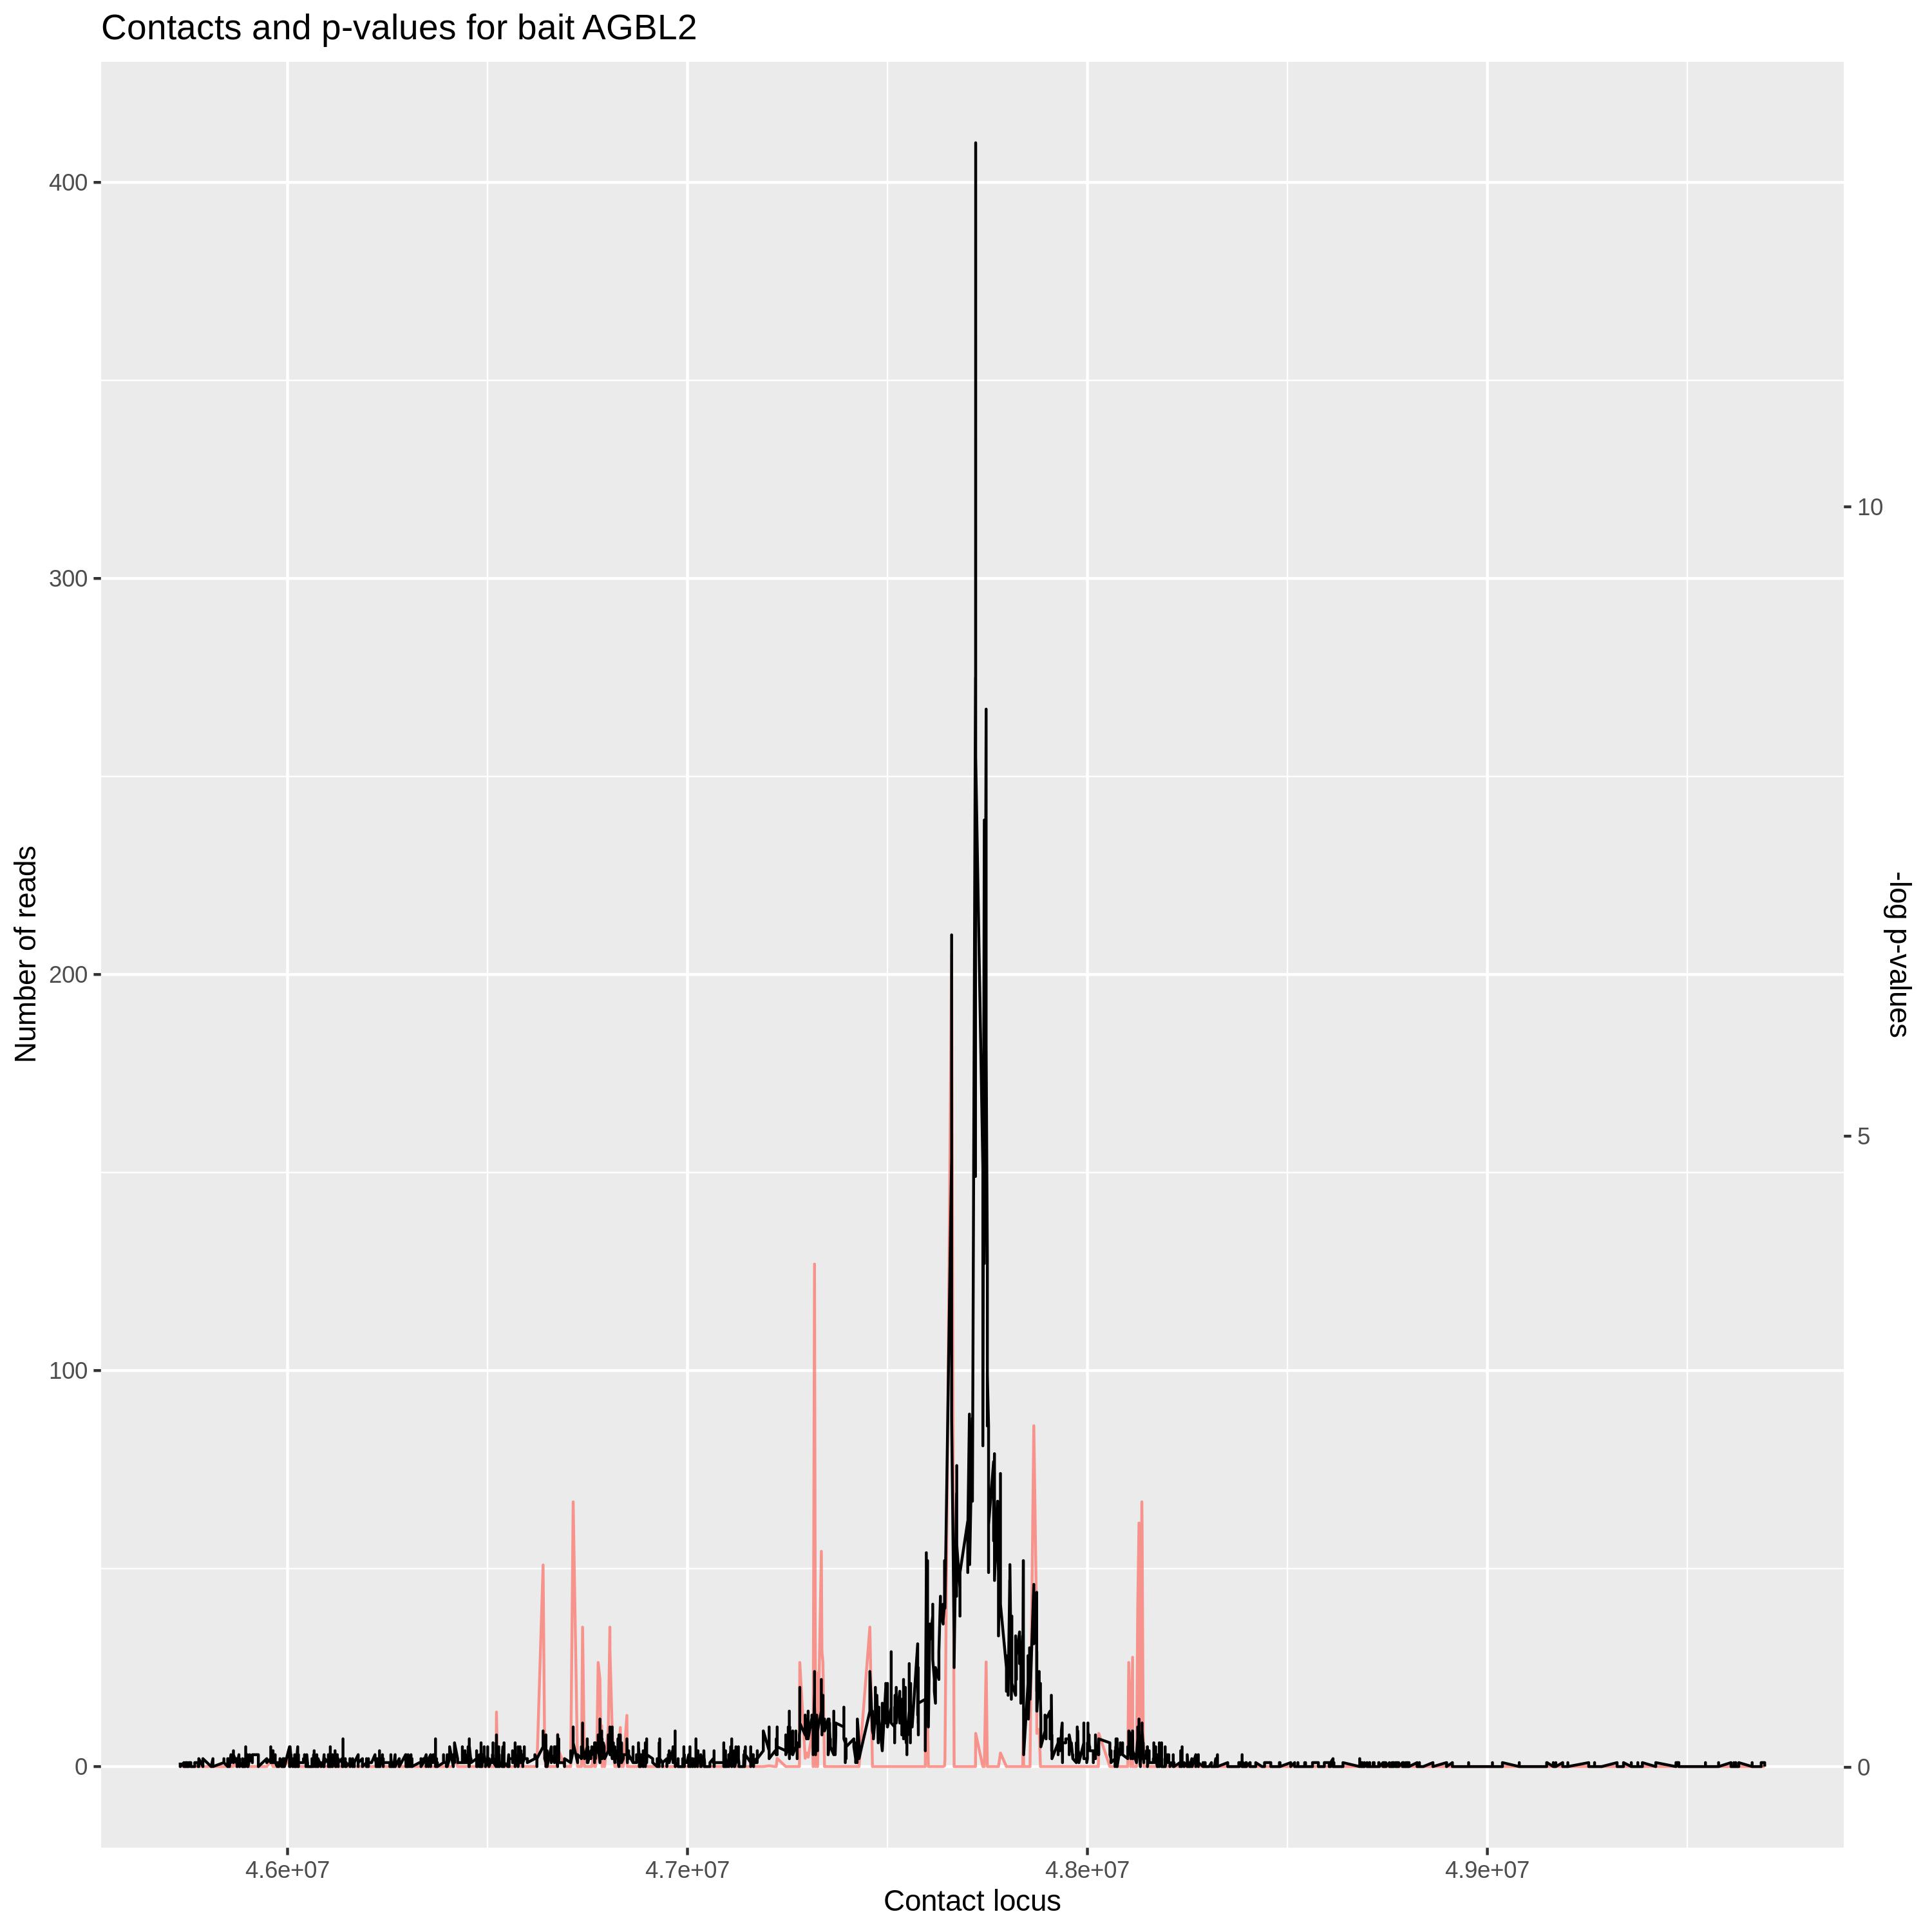 Contacts and p-values for bait AGBL2
400
300
200
100
0
Number of reads
10
5
0
-log p-values
4.6e+07
4.7e+07
4.8e+07
4.9e+07
Contact locus